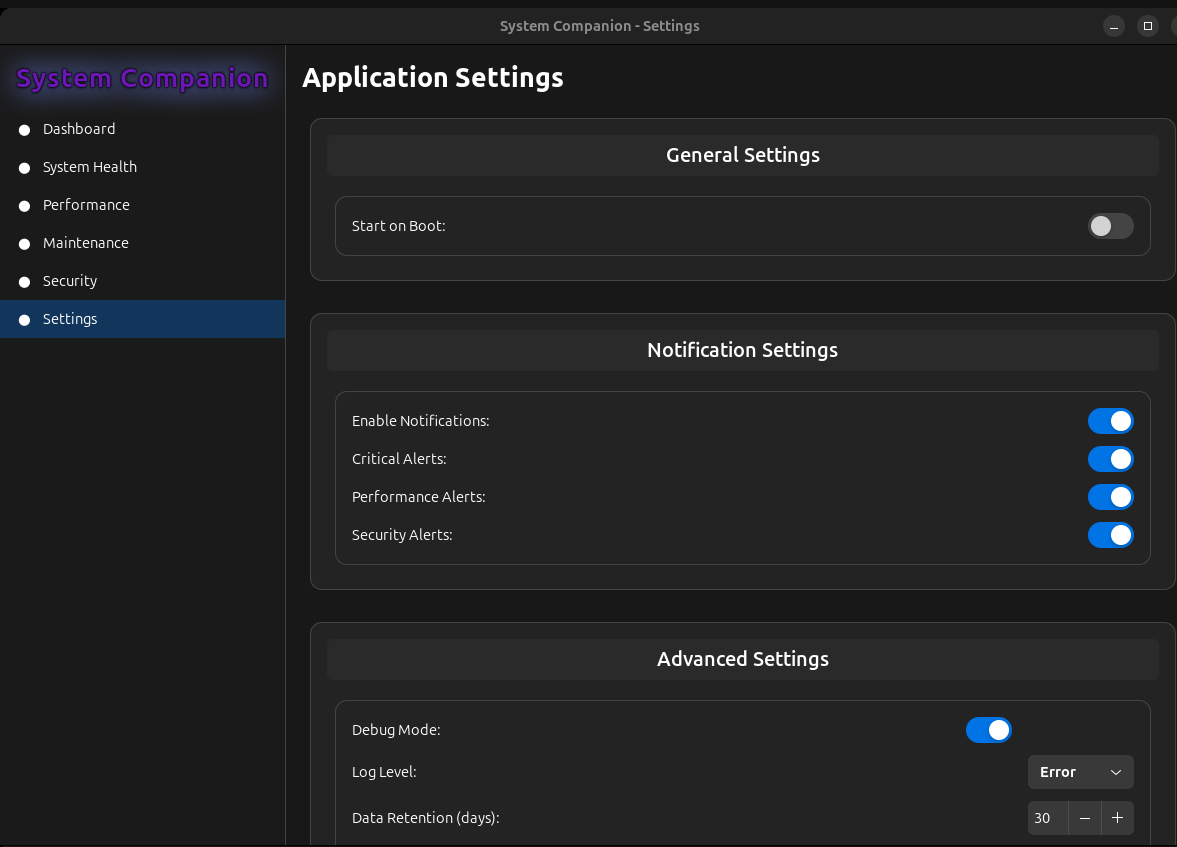 System Companion - Settings
System Companion
Dashboard
System Health
Performance
Maintenance
Security
Settings
Application Settings
General Settings
Start on Boot:
Notification Settings
Enable Notifications:
Critical Alerts:
Performance Alerts:
Security Alerts:
Advanced Settings
Debug Mode:
Log Level: Error
Data Retention (days): 30 − +